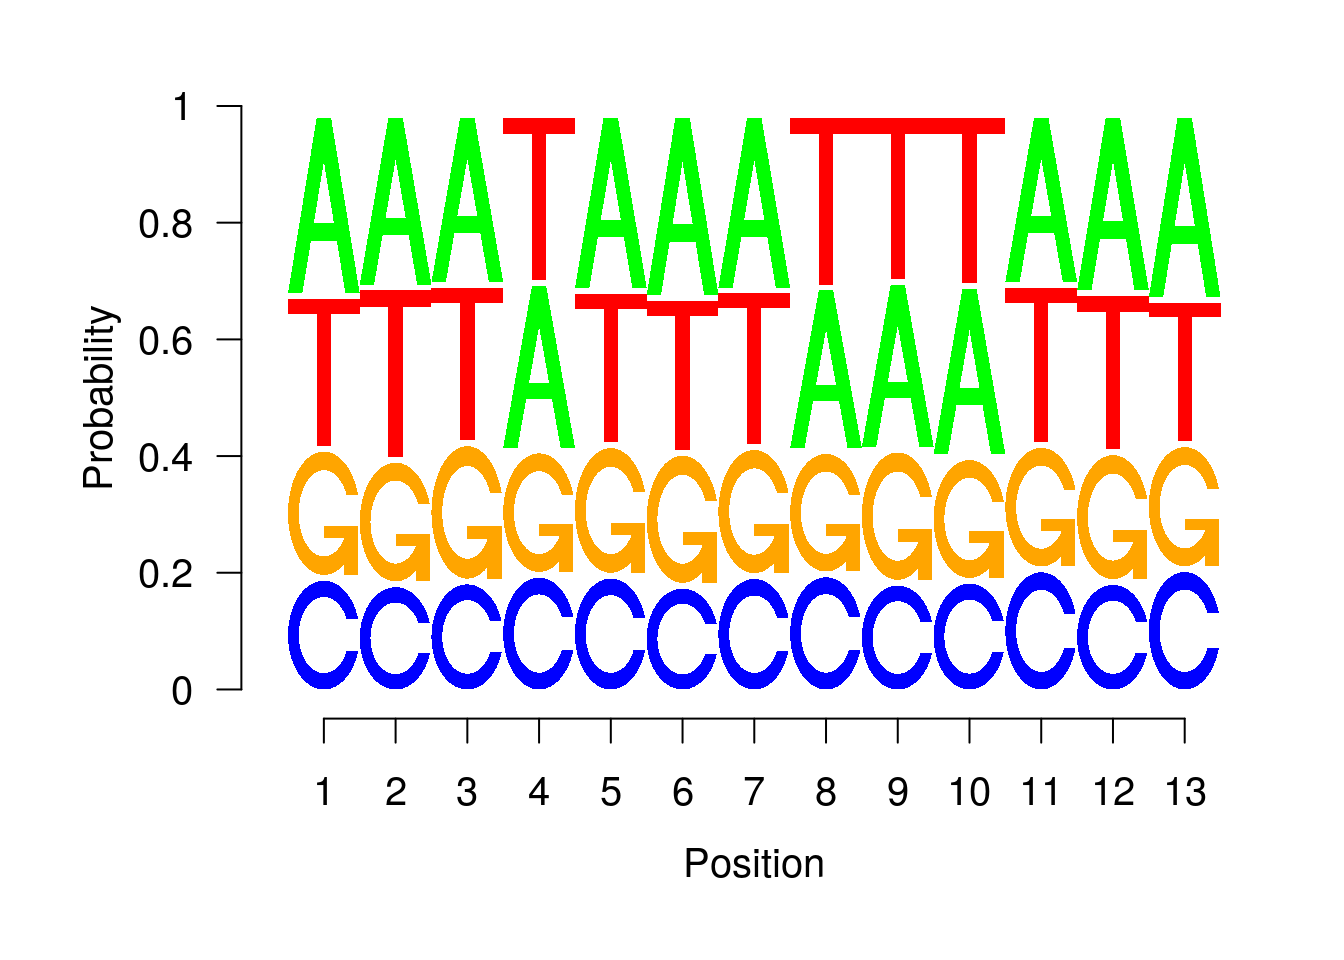 Probability
1
0.8
0.6
0.4
0.2
0
AAATAAATTTAAA
TTTATTTAAATTT
GGGGGGGGGGGGG
CCCCCCCCCCCCC
1 2 3 4 5 6 7 8 9 10 11 12 13
Position